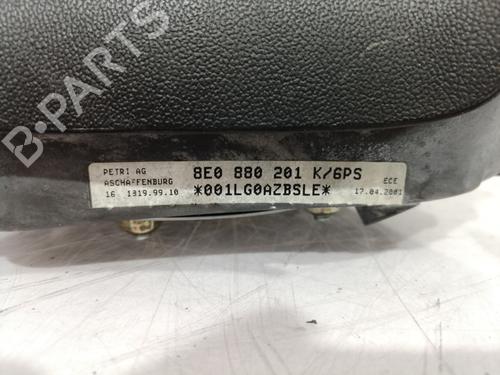 PETRI AG 8E0 880 201 K/6PS ECE
ASCHAFFENBURG *001LG0AZBSLE*
16 1319.99.10 17.04.2001
B-PARTS